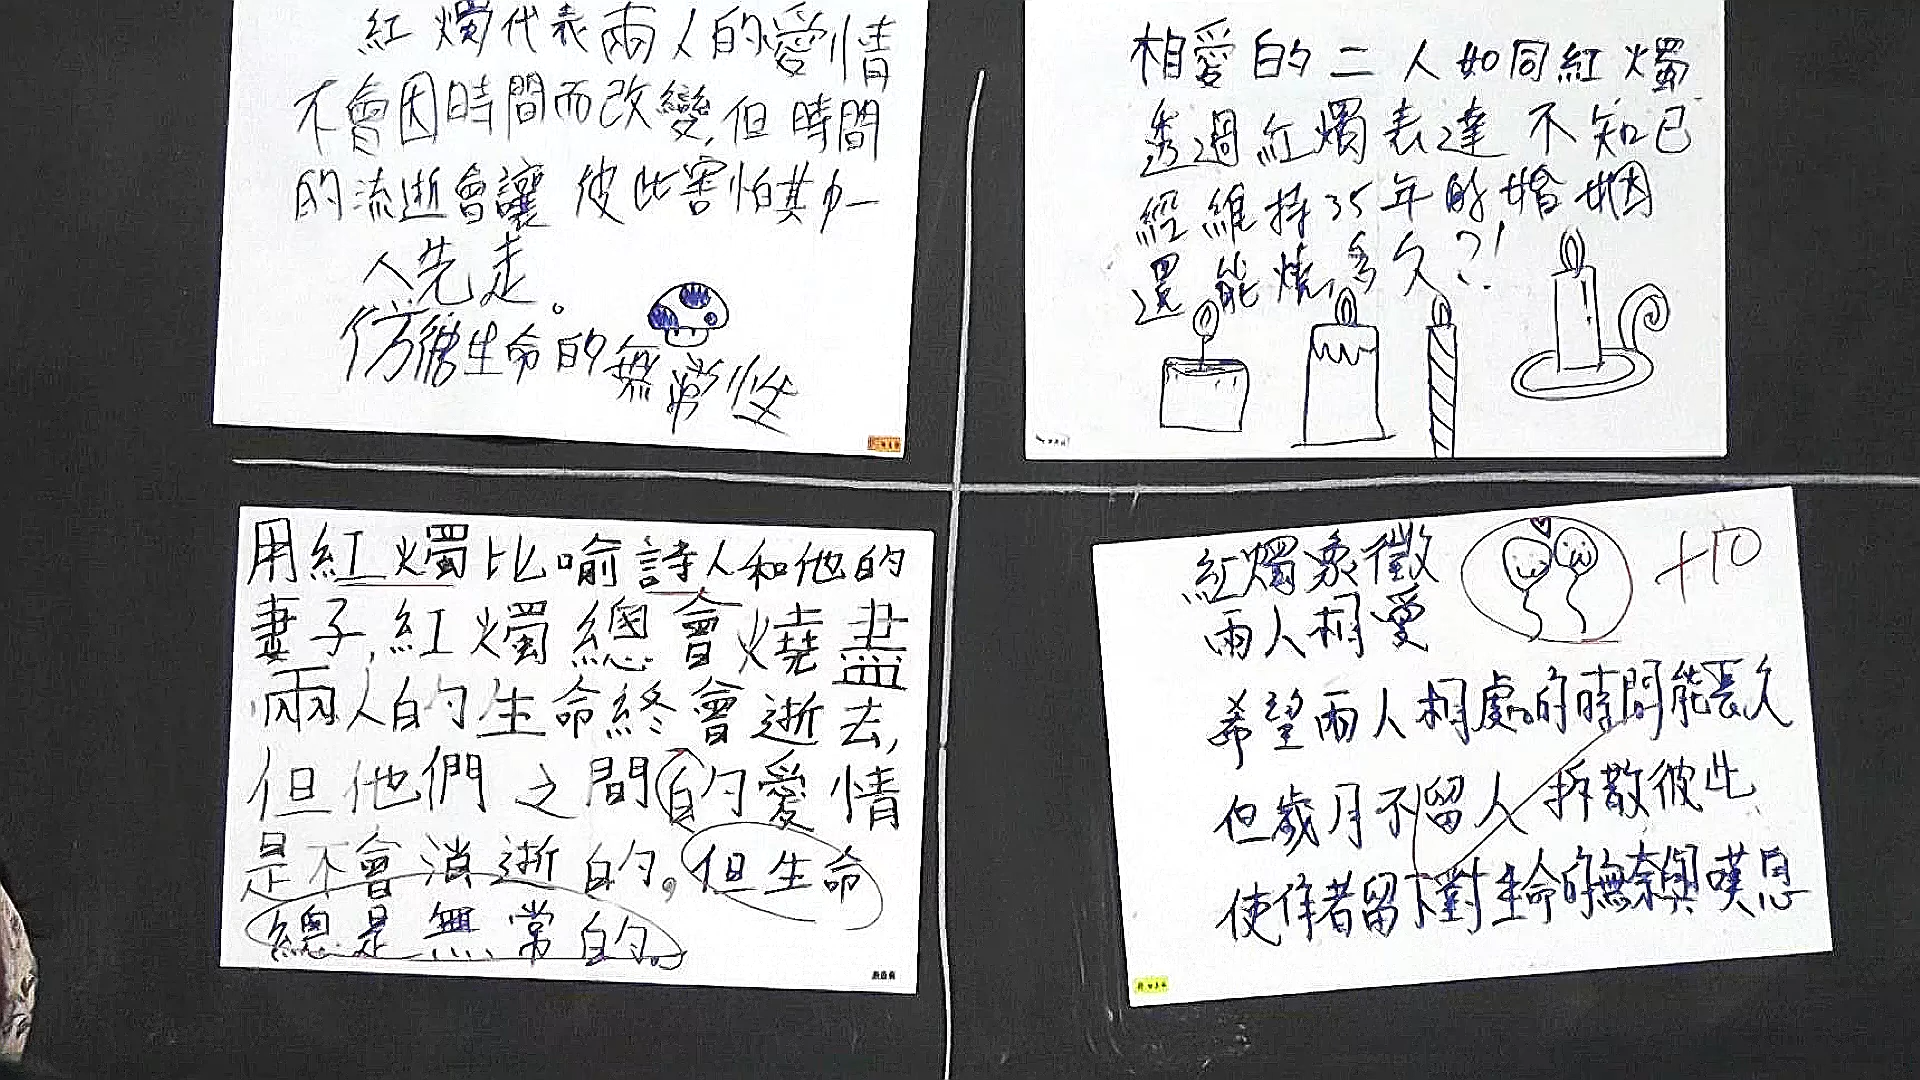 紅燭代表兩人的愛情
不會因時間而改變,但時間
的流逝會讓彼此害怕其中一
人先走。
仿彿生命的無常性
相愛的二人如同紅燭
透過紅燭表達不知已
經維持35年的婚姻
還能燒多久?!
用紅燭比喻詩人和他的
妻子,紅燭總會燒盡
兩人的生命終會逝去,
但他們之間的愛情
是不會消逝的。但生命
總是無常的。
紅燭象徵
兩人相愛
+10
希望兩人相處的時間能長久
但歲月不留人拆散彼此
使作者留下對生命的無奈與嘆息